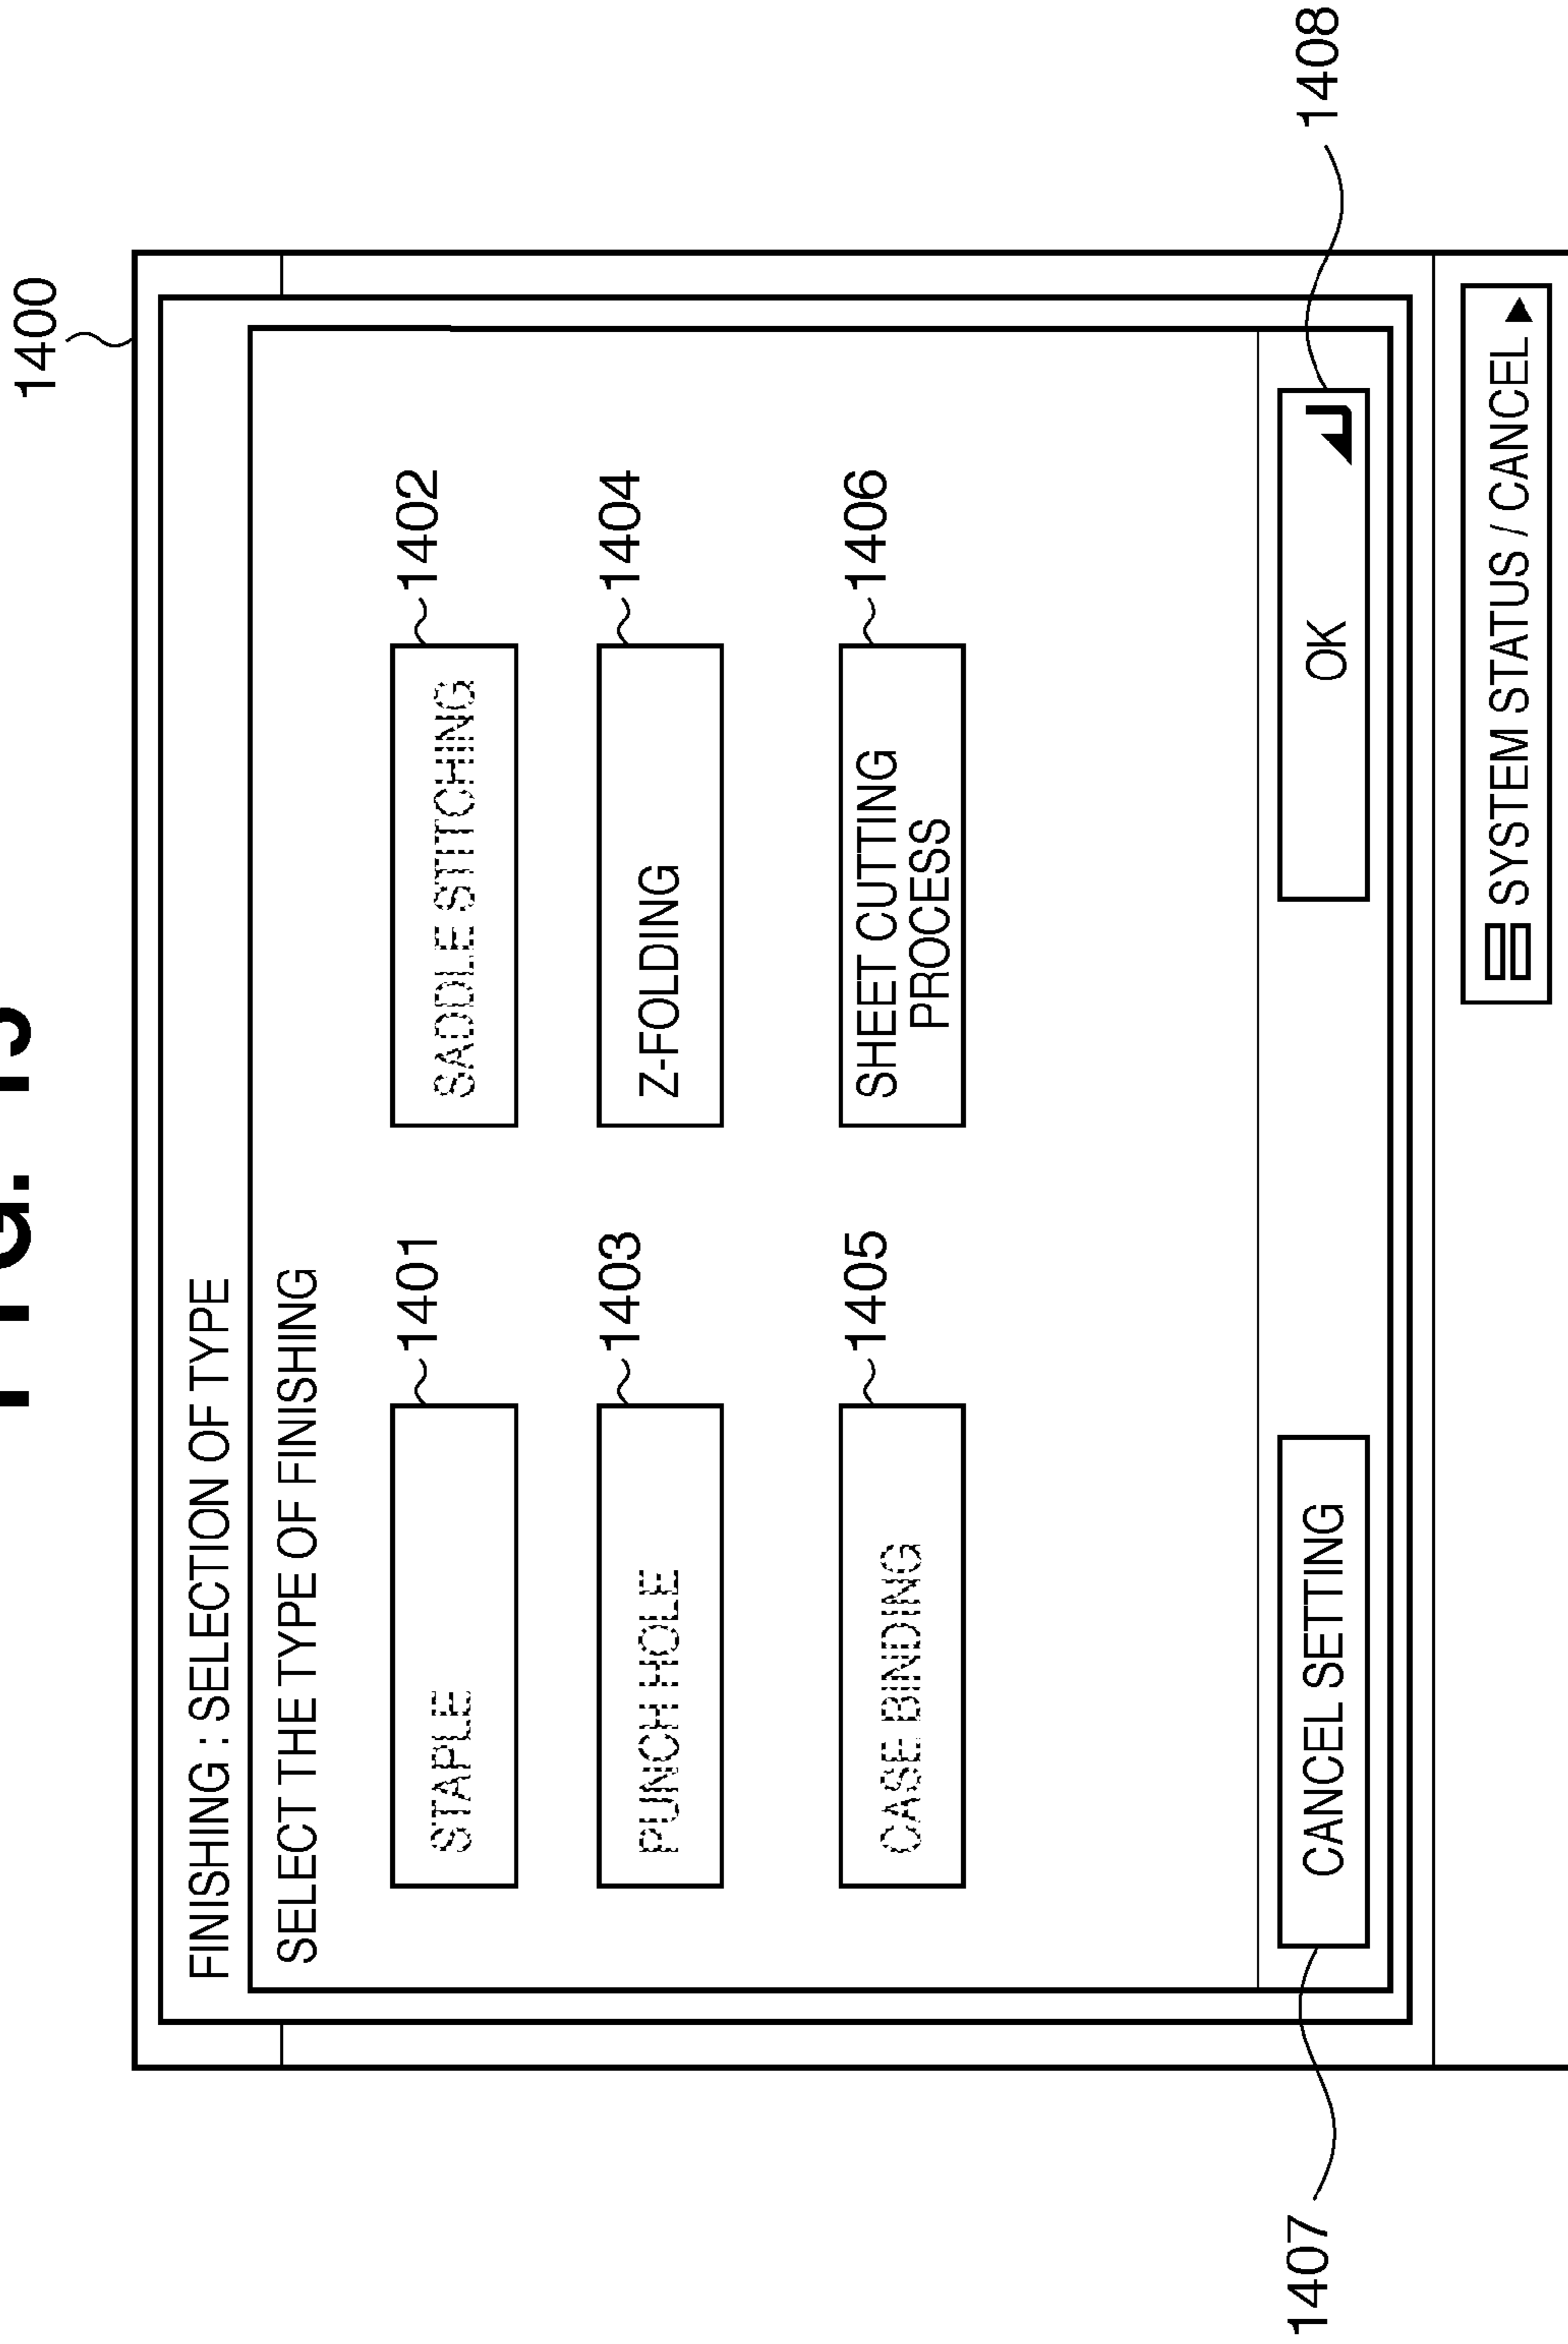 FIG.
1400
FINISHING : SELECTION OF TYPE
SELECT THE TYPE OF FINISHING
STAPLE
1401
SADDLE STITCHING
1402
PUNCH HOLE
1403
Z-FOLDING
1404
CASE BINDING
1405
SHEET CUTTING
PROCESS
1406
1407
CANCEL SETTING
OK
1408
SYSTEM STATUS / CANCEL